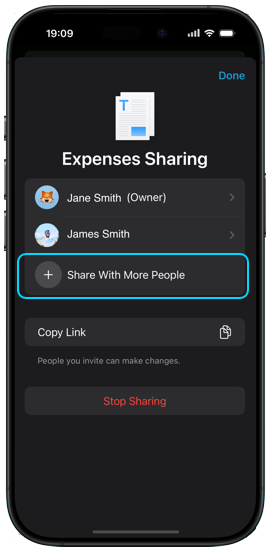 19:09
Done
T
Expenses Sharing
Jane Smith (Owner)
James Smith
Share With More People
Copy Link
People you invite can make changes.
Stop Sharing